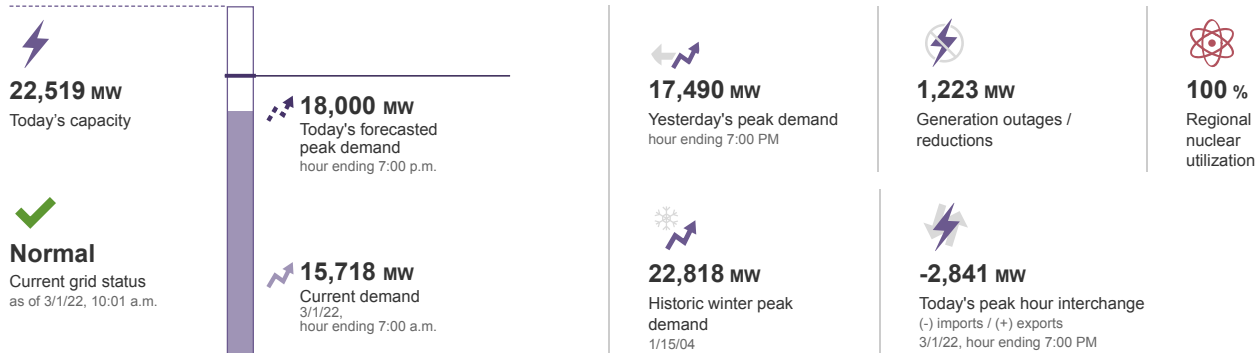 22,519 MW
Today's capacity
Normal
Current grid status
as of 3/1/22, 10:01 a.m.
18,000 MW
Today's forecasted
peak demand
hour ending 7:00 p.m.
15,718 MW
Current demand
3/1/22,
hour ending 7:00 a.m.
17,490 MW
Yesterday's peak demand
hour ending 7:00 PM
1,223 MW
Generation outages /
reductions
100 %
Regional
nuclear
utilization
22,818 MW
Historic winter peak
demand
1/15/04
-2,841 MW
Today's peak hour interchange
(-) imports / (+) exports
3/1/22, hour ending 7:00 PM